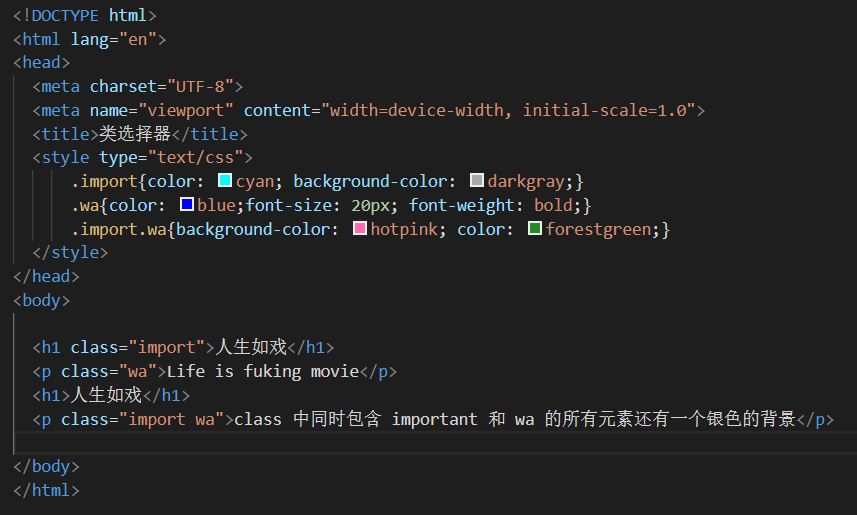 <!DOCTYPE html>
<html lang="en">
<head>
<meta charset="UTF-8">
<meta name="viewport" content="width=device-width, initial-scale=1.0">
<title>类选择器</title>
<style type="text/css">
.import{color: cyan; background-color: darkgray;}
.wa{color: blue;font-size: 20px; font-weight: bold;}
.import.wa{background-color: hotpink; color: forestgreen;}
</style>
</head>
<body>
<h1 class="import">人生如戏</h1>
<p class="wa">Life is fuking movie</p>
<h1>人生如戏</h1>
<p class="import wa">class 中同时包含 important 和 wa 的所有元素还有一个银色的背景</p>
</body>
</html>